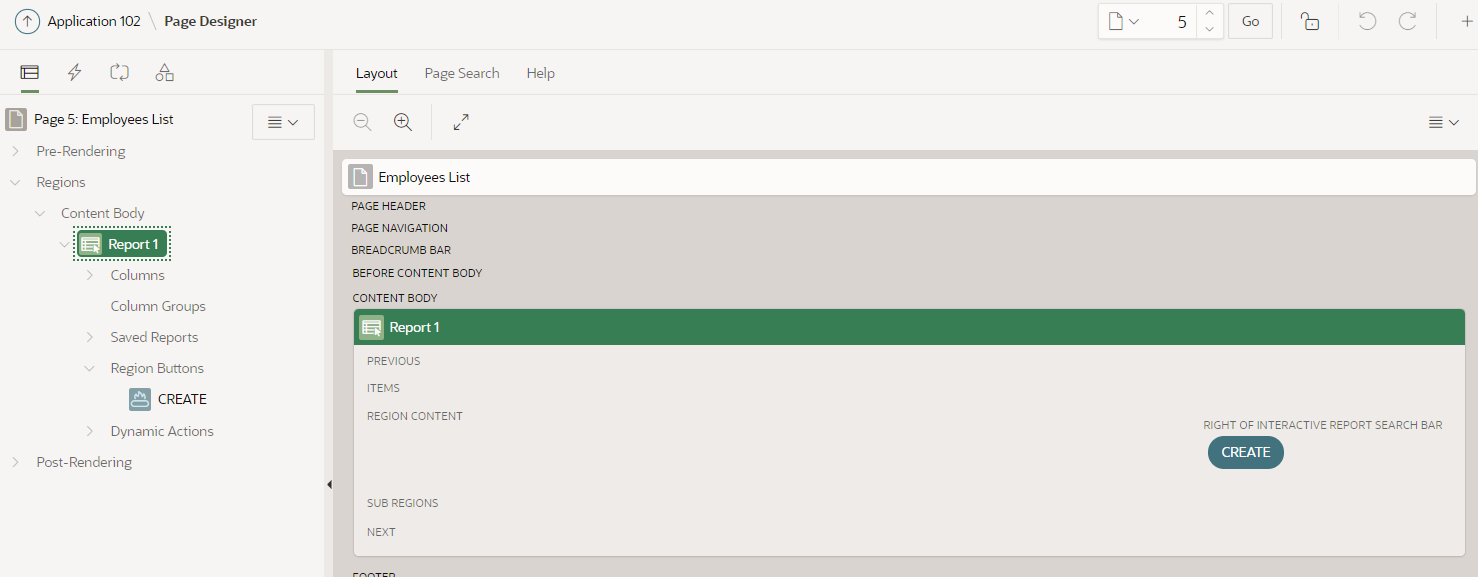 Application 102 \ Page Designer
5
Go
Layout
Page Search
Help
Page 5: Employees List
Pre-Rendering
Regions
Content Body
Report 1
Columns
Column Groups
Saved Reports
Region Buttons
CREATE
Dynamic Actions
Post-Rendering
Employees List
PAGE HEADER
PAGE NAVIGATION
BREADCRUMB BAR
BEFORE CONTENT BODY
CONTENT BODY
Report 1
PREVIOUS
ITEMS
REGION CONTENT
RIGHT OF INTERACTIVE REPORT SEARCH BAR
CREATE
SUB REGIONS
NEXT
FOOTER